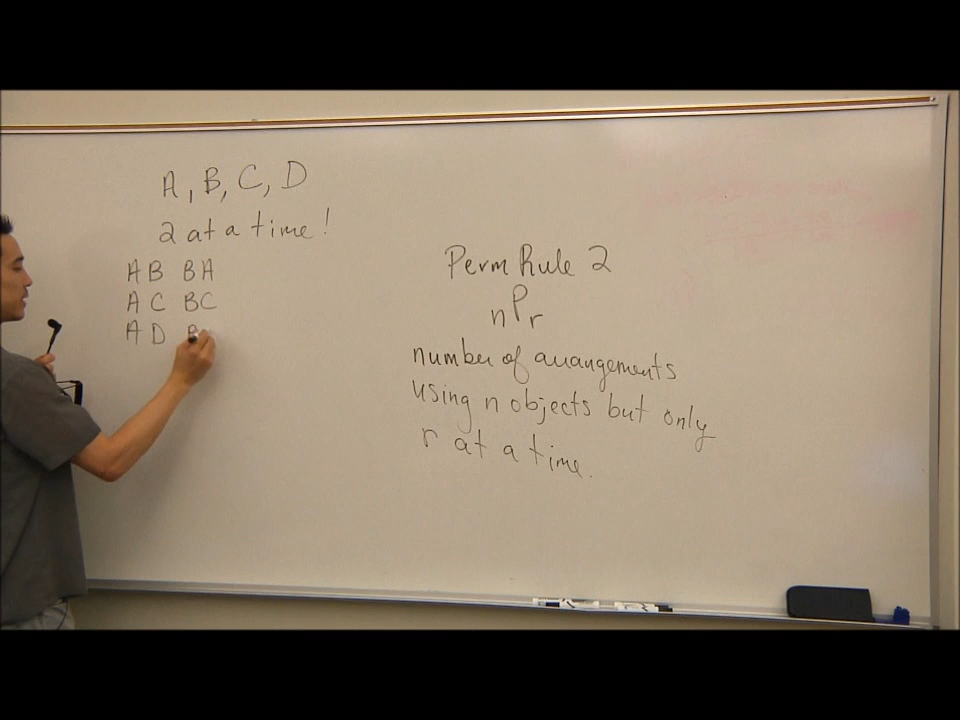 A, B, C, D
2 at a time!
AB BA
AC BC
AD B
Perm Rule 2
nPr
number of arrangements
using n objects but only
r at a time.